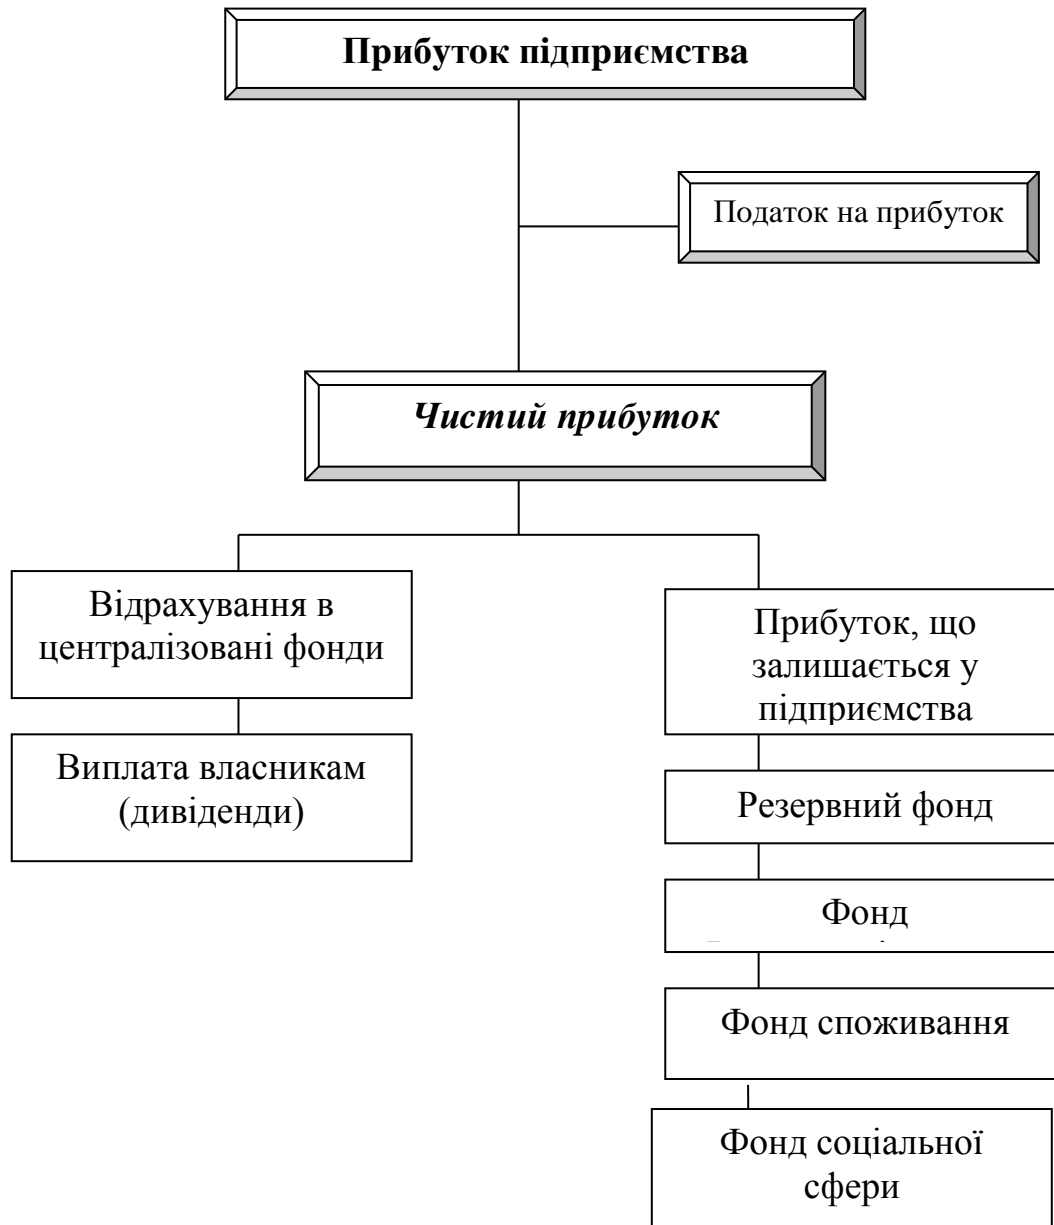 Прибуток підприємства
Податок на прибуток
Чистий прибуток
Відрахування в
централізовані фонди
Виплата власникам
(дивіденди)
Прибуток, що
залишається у
підприємства
Резервний фонд
Фонд
Фонд споживання
Фонд соціальної
сфери